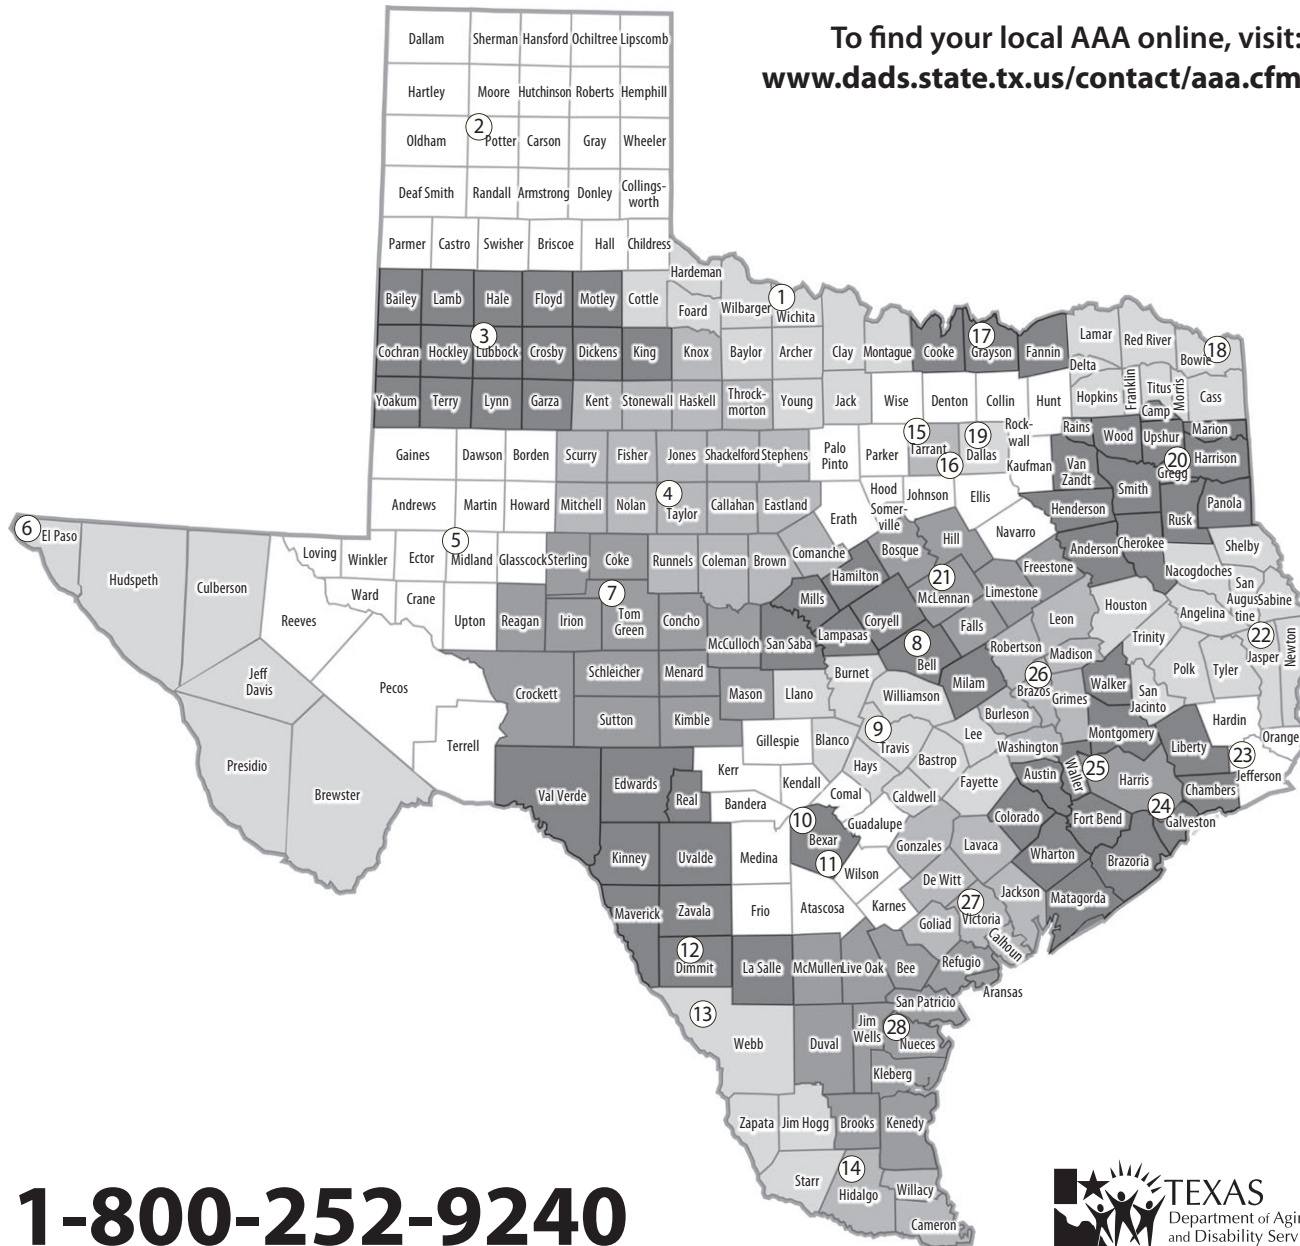 To find your local AAA online, visit:
www.dads.state.tx.us/contact/aaa.cfm
Dallam Sherman Hansford Ochiltree Lipscomb
Hartley Moore Hutchinson Roberts Hemphill
2
Oldham Potter Carson Gray Wheeler
Deaf Smith Randall Armstrong Donley Collings-
worth
Parmer Castro Swisher Briscoe Hall Childress
Hardeman
Bailey Lamb Hale Floyd Motley Cottle Foard Wilbarger 1 Wichita
3
Cochran Hockley Lubbock Crosby Dickens King Knox Baylor Archer Clay Montague Cooke 17 Grayson Fannin Lamar Red River Bowie 18
Delta
Yoakum Terry Lynn Garza Kent Stonewall Haskell Throck-
morton Young Jack Wise Denton Collin Hunt Hopkins Franklin Titus Morris Cass
Camp
Rains Wood Upshur Marion
15 Tarrant 19 Dallas Rock-
wall
16 Kaufman Van
Zandt 20 Gregg Harrison
Gaines Dawson Borden Scurry Fisher Jones Shackelford Stephens Palo
Pinto Parker
Smith
Andrews Martin Howard Mitchell Nolan 4 Taylor Callahan Eastland Hood Johnson Ellis Henderson Rusk Panola
Erath Somer-
ville Navarro
6 El Paso
Hudspeth Culberson Loving Winkler Ector 5 Midland Glasscock Sterling Coke Runnels Coleman Brown Comanche Bosque Hill Freestone Anderson Cherokee Shelby
Nacogdoches
Ward Crane 7 Mills Hamilton 21 McLennan Limestone San
Augus-
tine Sabine
Reeves Upton Reagan Irion Tom
Green Concho McCulloch San Saba Lampasas Coryell Falls Leon Houston Angelina 22 Jasper Newton
Trinity
Jeff
Davis Pecos Crockett Schleicher Menard 8 Bell Robertson Madison Polk Tyler
Burnet Milam 26 Brazos Grimes Walker San
Jacinto
Mason Llano Williamson Burleson
Presidio Brewster Terrell Sutton Kimble Gillespie Blanco 9 Travis Lee Washington Montgomery Liberty Hardin Orange
Hays Bastrop 23 Jefferson
Val Verde Edwards Real Kerr Kendall Comal Caldwell Fayette Austin Waller 25 Harris Chambers
Bandera 24 Galveston
10 Bexar Guadalupe Colorado Fort Bend
Kinney Uvalde Medina 11 Wilson Gonzales Lavaca Wharton Brazoria
De Witt
Maverick Zavala Frio Atascosa Karnes 27 Victoria Jackson Matagorda
Goliad Calhoun
12 Dimmit La Salle McMullen Live Oak Bee Refugio
Aransas
San Patricio
13 Webb Duval Jim
Wells 28 Nueces
Kleberg
Zapata Jim Hogg Brooks Kenedy
14
Starr Hidalgo Willacy
Cameron
1-800-252-9240
TEXAS
Department of Agin
and Disability Serv